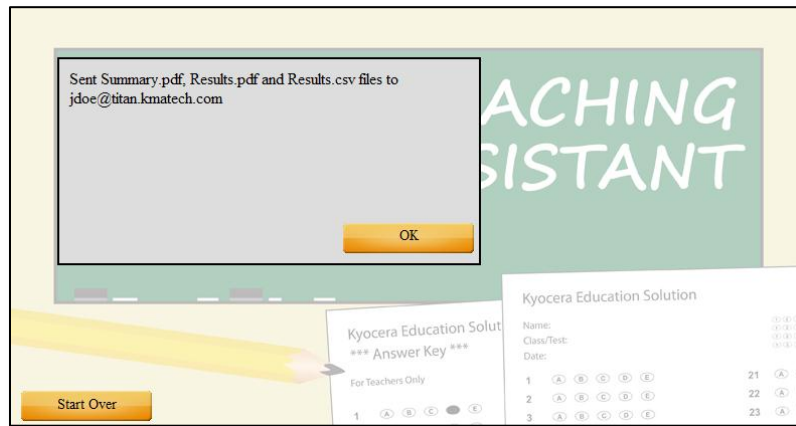 Sent Summary.pdf, Results.pdf and Results.csv files to
jdoe@titan.kmatech.com
OK
ACHING
SISTANT
Kyocera Education Solut
*** Answer Key ***
For Teachers Only
1 A B C E
Kyocera Education Solution
Name:
Class/Test:
Date:
1 A B C D E
2 A B C D E
3 A B C D E
21 A
22 A
23 A
Start Over